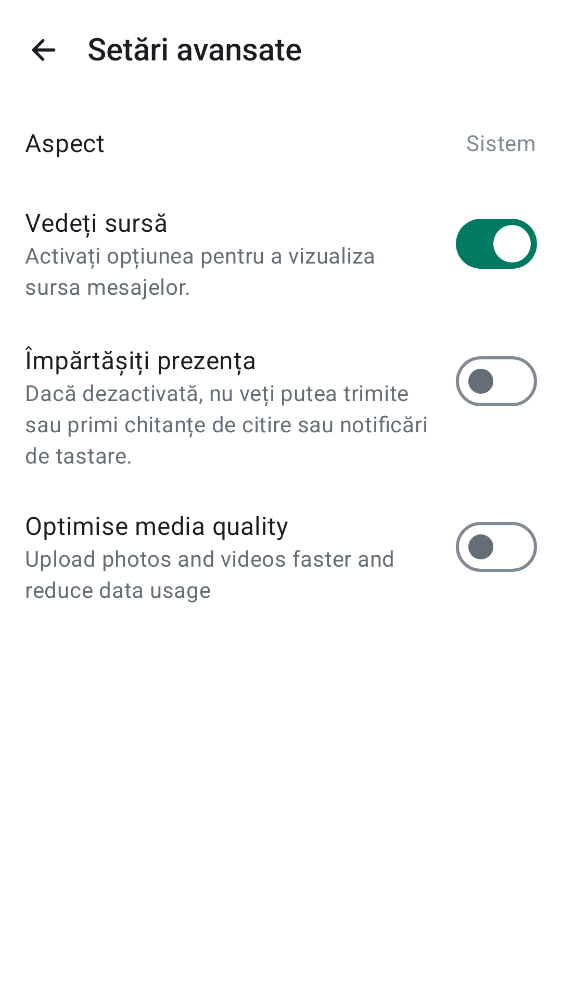 Setări avansate
Aspect
Sistem
Vedeți sursă
Activați opțiunea pentru a vizualiza
sursa mesajelor.
Împărtășiți prezența
Dacă dezactivată, nu veți putea trimite
sau primi chitanțe de citire sau notificări
de tastare.
Optimise media quality
Upload photos and videos faster and
reduce data usage